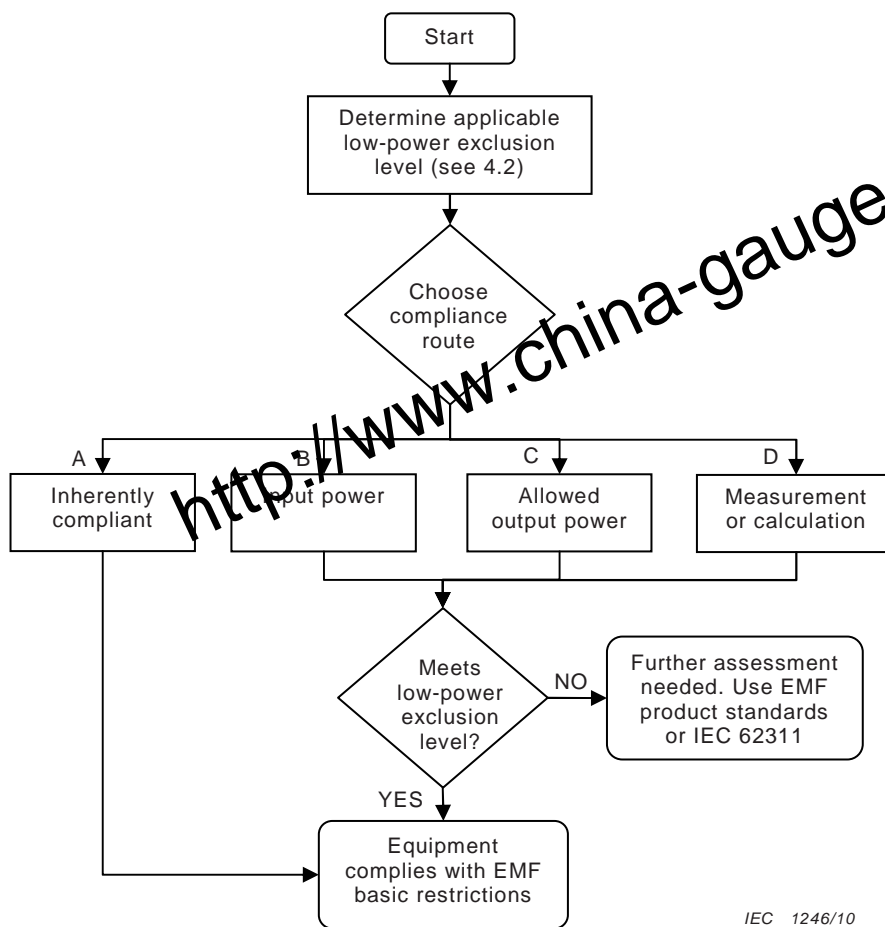 Start
Determine applicable
low-power exclusion
level (see 4.2)
Choose
compliance
route
http://www.china-gauge
A
B
C
D
Inherently
compliant
Input power
Allowed
output power
Measurement
or calculation
Meets
low-power
exclusion
level?
NO
Further assessment
needed. Use EMF
product standards
or IEC 62311
YES
Equipment
complies with EMF
basic restrictions
IEC 1246/10